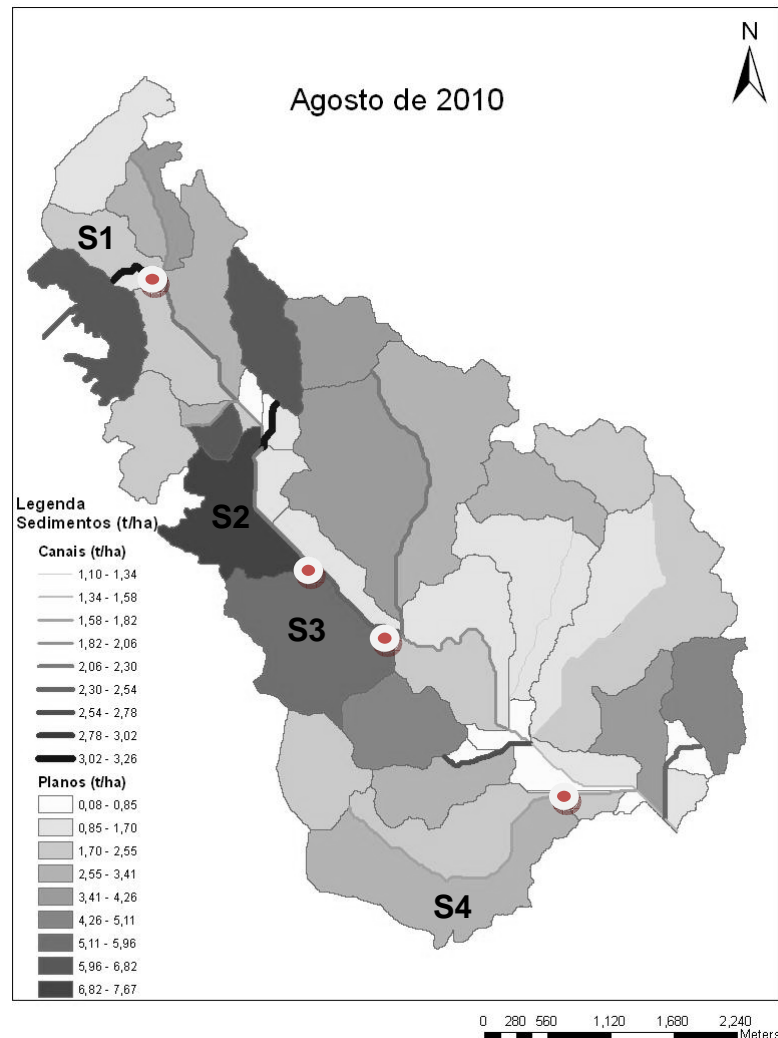 N
Agosto de 2010
S1
S2
S3
S4
Legenda
Sedimentos (t/ha)
Canais (t/ha)
1,10 - 1,34
1,34 - 1,58
1,58 - 1,82
1,82 - 2,06
2,06 - 2,30
2,30 - 2,54
2,54 - 2,78
2,78 - 3,02
3,02 - 3,26
Planos (t/ha)
0,08 - 0,85
0,85 - 1,70
1,70 - 2,55
2,55 - 3,41
3,41 - 4,26
4,26 - 5,11
5,11 - 5,96
5,96 - 6,82
6,82 - 7,67
0 280 560 1,120 1,680 2,240
Meters